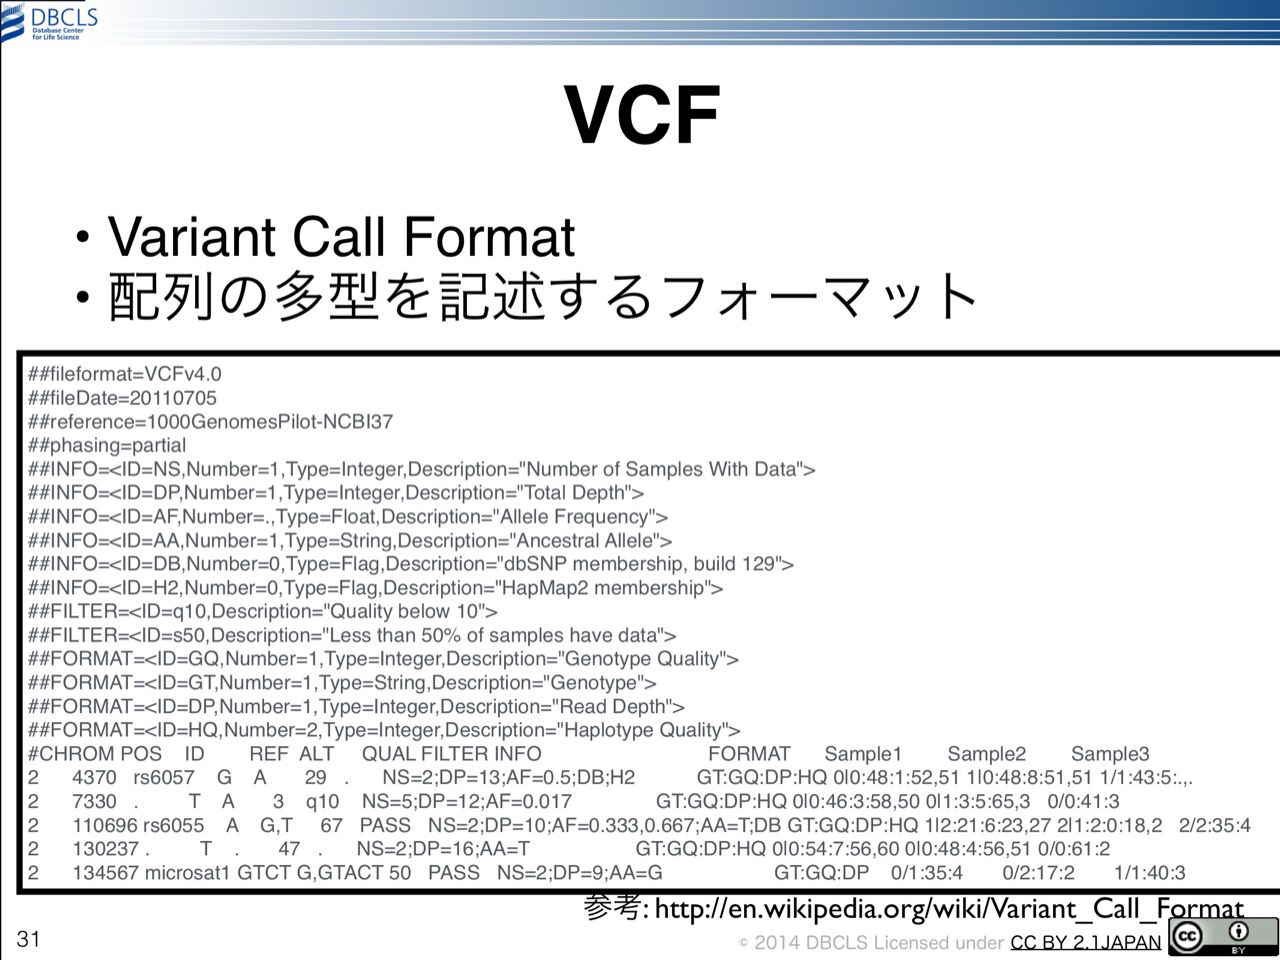 DBCLS
Database Center
for Life Science
VCF
• Variant Call Format
• 配列の多型を記述するフォーマット
##fileformat=VCFv4.0
##fileDate=20110705
##reference=1000GenomesPilot-NCBI37
##phasing=partial
##INFO=<ID=NS,Number=1,Type=Integer,Description="Number of Samples With Data">
##INFO=<ID=DP,Number=1,Type=Integer,Description="Total Depth">
##INFO=<ID=AF,Number=.,Type=Float,Description="Allele Frequency">
##INFO=<ID=AA,Number=1,Type=String,Description="Ancestral Allele">
##INFO=<ID=DB,Number=0,Type=Flag,Description="dbSNP membership, build 129">
##INFO=<ID=H2,Number=0,Type=Flag,Description="HapMap2 membership">
##FILTER=<ID=q10,Description="Quality below 10">
##FILTER=<ID=s50,Description="Less than 50% of samples have data">
##FORMAT=<ID=GQ,Number=1,Type=Integer,Description="Genotype Quality">
##FORMAT=<ID=GT,Number=1,Type=String,Description="Genotype">
##FORMAT=<ID=DP,Number=1,Type=Integer,Description="Read Depth">
##FORMAT=<ID=HQ,Number=2,Type=Integer,Description="Haplotype Quality">
#CHROM POS ID REF ALT QUAL FILTER INFO FORMAT Sample1 Sample2 Sample3
2 4370 rs6057 G A 29 . NS=2;DP=13;AF=0.5;DB;H2 GT:GQ:DP:HQ 0|0:48:1:52,51 1|0:48:8:51,51 1/1:43:5:.,.
2 7330 . T A 3 q10 NS=5;DP=12;AF=0.017 GT:GQ:DP:HQ 0|0:46:3:58,50 0|1:3:5:65,3 0/0:41:3
2 110696 rs6055 A G,T 67 PASS NS=2;DP=10;AF=0.333,0.667;AA=T;DB GT:GQ:DP:HQ 1|2:21:6:23,27 2|1:2:0:18,2 2/2:35:4
2 130237 . T . 47 . NS=2;DP=16;AA=T GT:GQ:DP:HQ 0|0:54:7:56,60 0|0:48:4:56,51 0/0:61:2
2 134567 microsat1 GTCT G,GTACT 50 PASS NS=2;DP=9;AA=G GT:GQ:DP 0/1:35:4 0/2:17:2 1/1:40:3
参考: http://en.wikipedia.org/wiki/Variant_Call_Format
31
© 2014 DBCLS Licensed under CC BY 2.1JAPAN
cc
BY